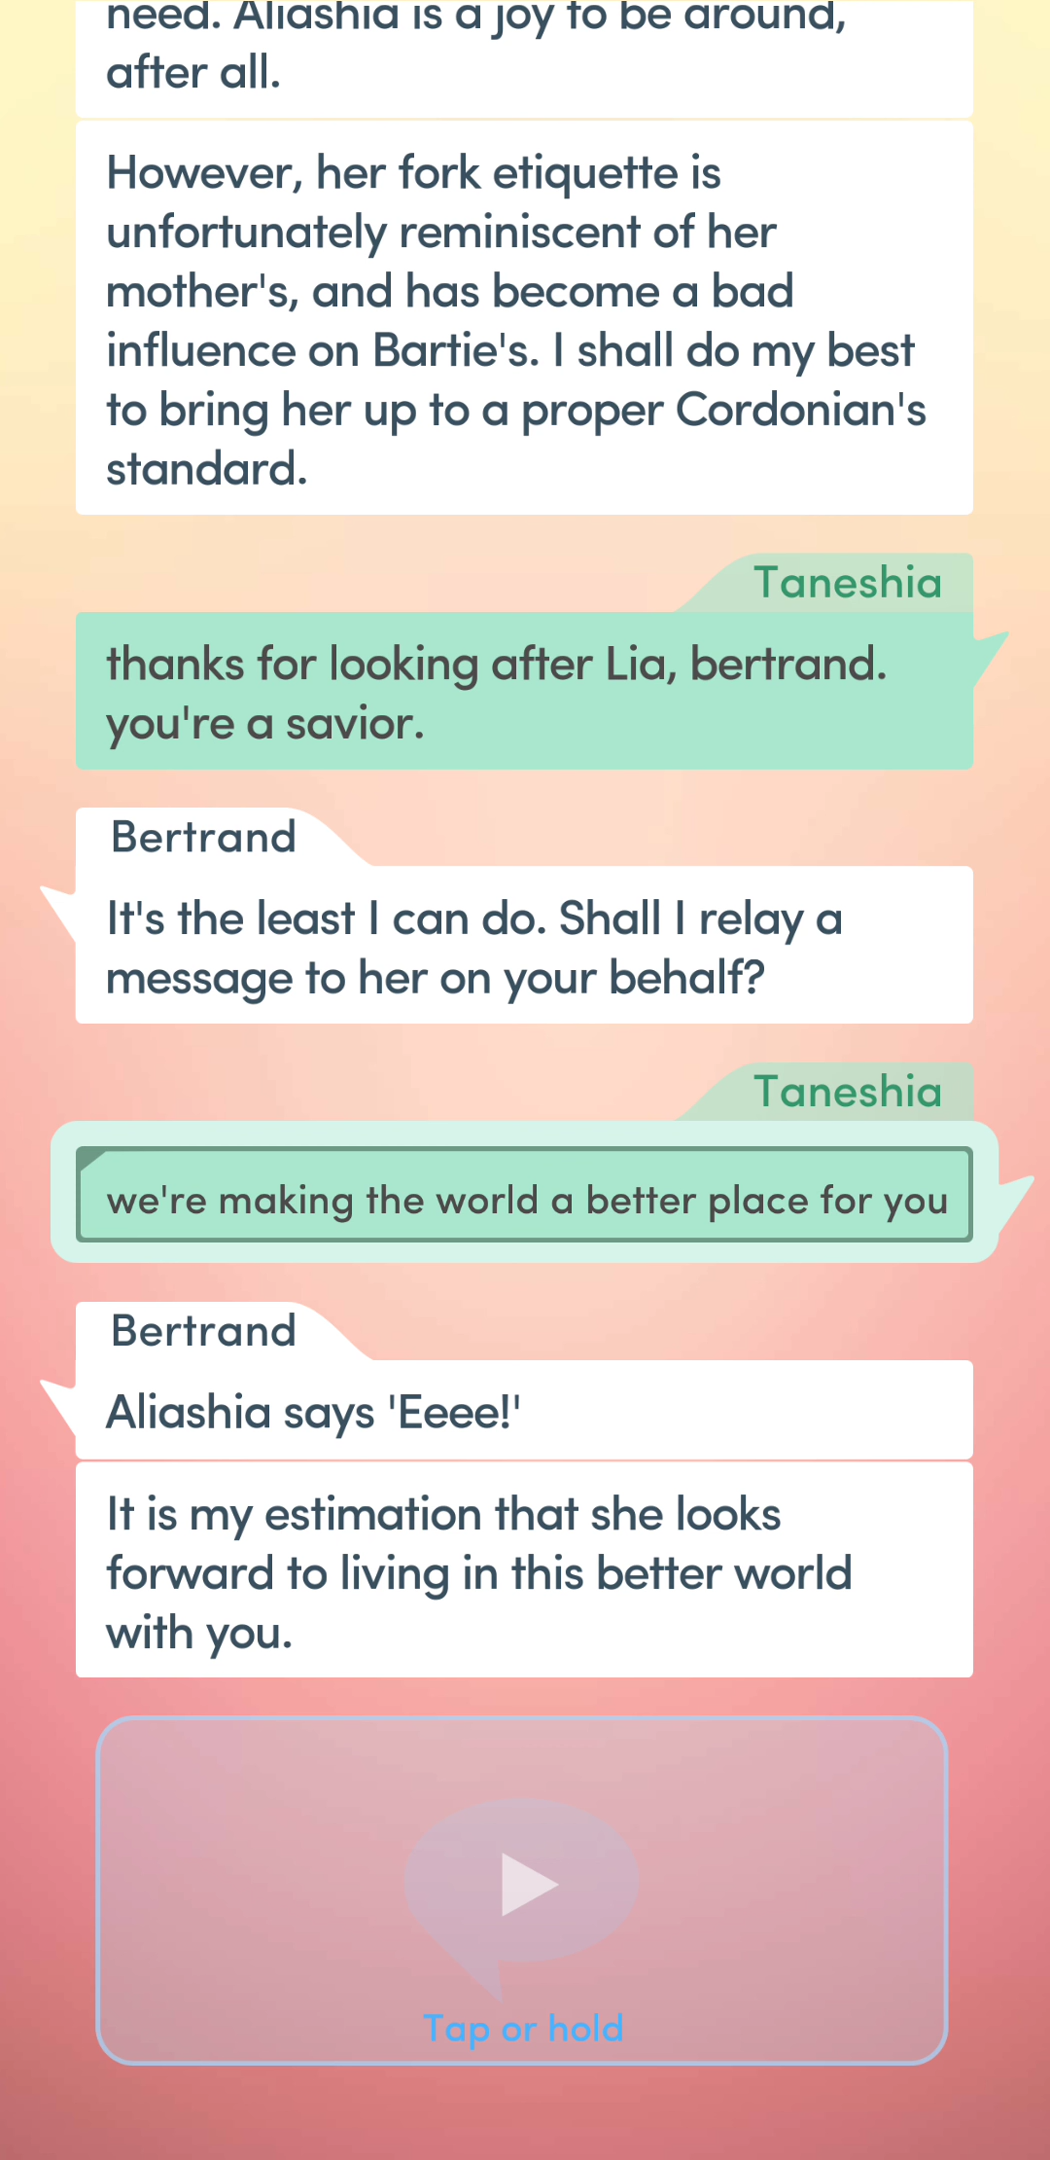 need. Aliashia is a joy to be around,
after all.
However, her fork etiquette is
unfortunately reminiscent of her
mother's, and has become a bad
influence on Bartie's. I shall do my best
to bring her up to a proper Cordonian's
standard.
Taneshia
thanks for looking after Lia, bertrand.
you're a savior.
Bertrand
It's the least I can do. Shall I relay a
message to her on your behalf?
Taneshia
we're making the world a better place for you
Bertrand
Aliashia says 'Eeee!'
It is my estimation that she looks
forward to living in this better world
with you.
Tap or hold